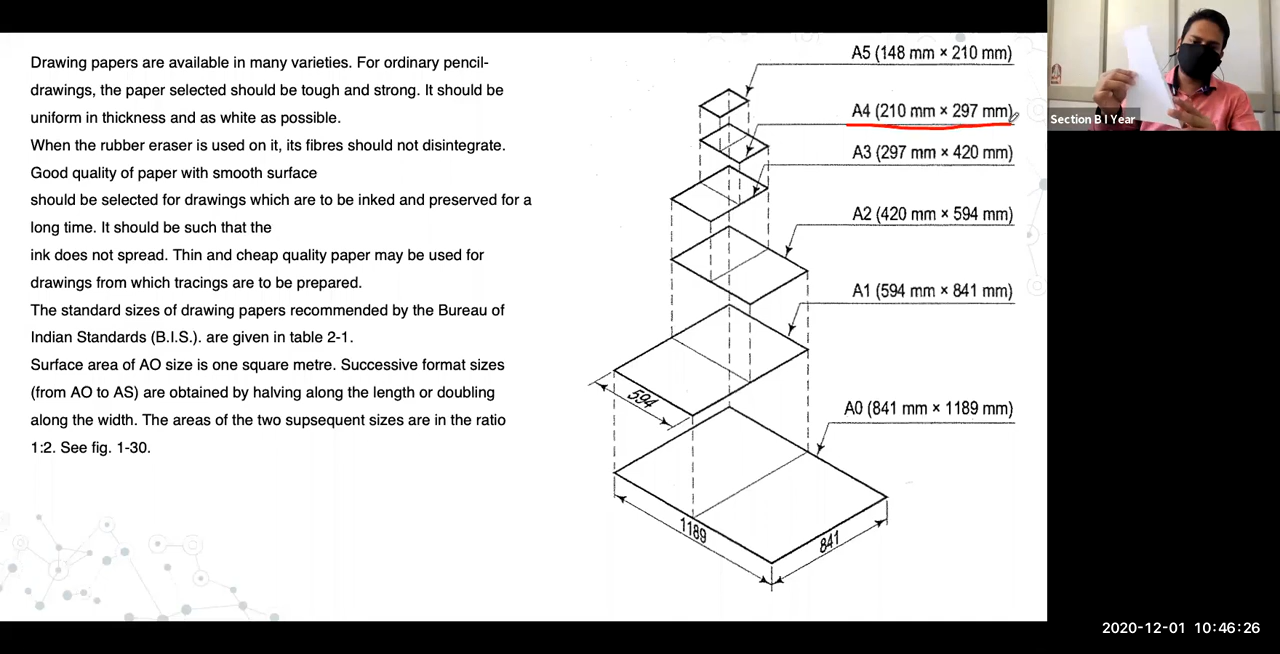 Drawing papers are available in many varieties. For ordinary pencil-
drawings, the paper selected should be tough and strong. It should be
uniform in thickness and as white as possible.
When the rubber eraser is used on it, its fibres should not disintegrate.
Good quality of paper with smooth surface
should be selected for drawings which are to be inked and preserved for a
long time. It should be such that the
ink does not spread. Thin and cheap quality paper may be used for
drawings from which tracings are to be prepared.
The standard sizes of drawing papers recommended by the Bureau of
Indian Standards (B.I.S.). are given in table 2-1.
Surface area of AO size is one square metre. Successive format sizes
(from AO to AS) are obtained by halving along the length or doubling
along the width. The areas of the two supsequent sizes are in the ratio
1:2. See fig. 1-30.
A5 (148 mm × 210 mm)
A4 (210 mm × 297 mm)
A3 (297 mm × 420 mm)
A2 (420 mm × 594 mm)
A1 (594 mm × 841 mm)
594
A0 (841 mm × 1189 mm)
1189
841
Section B I Year
2020-12-01 10:46:26